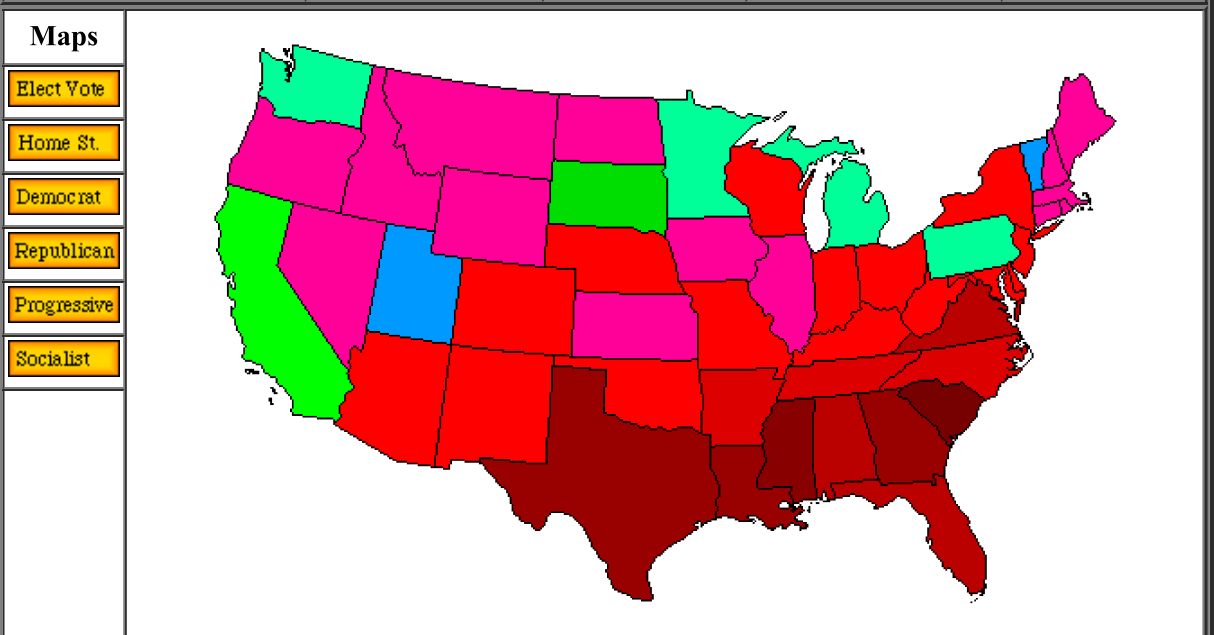 Maps
Elect Vote
Home St.
Democrat
Republican
Progressive
Socialist